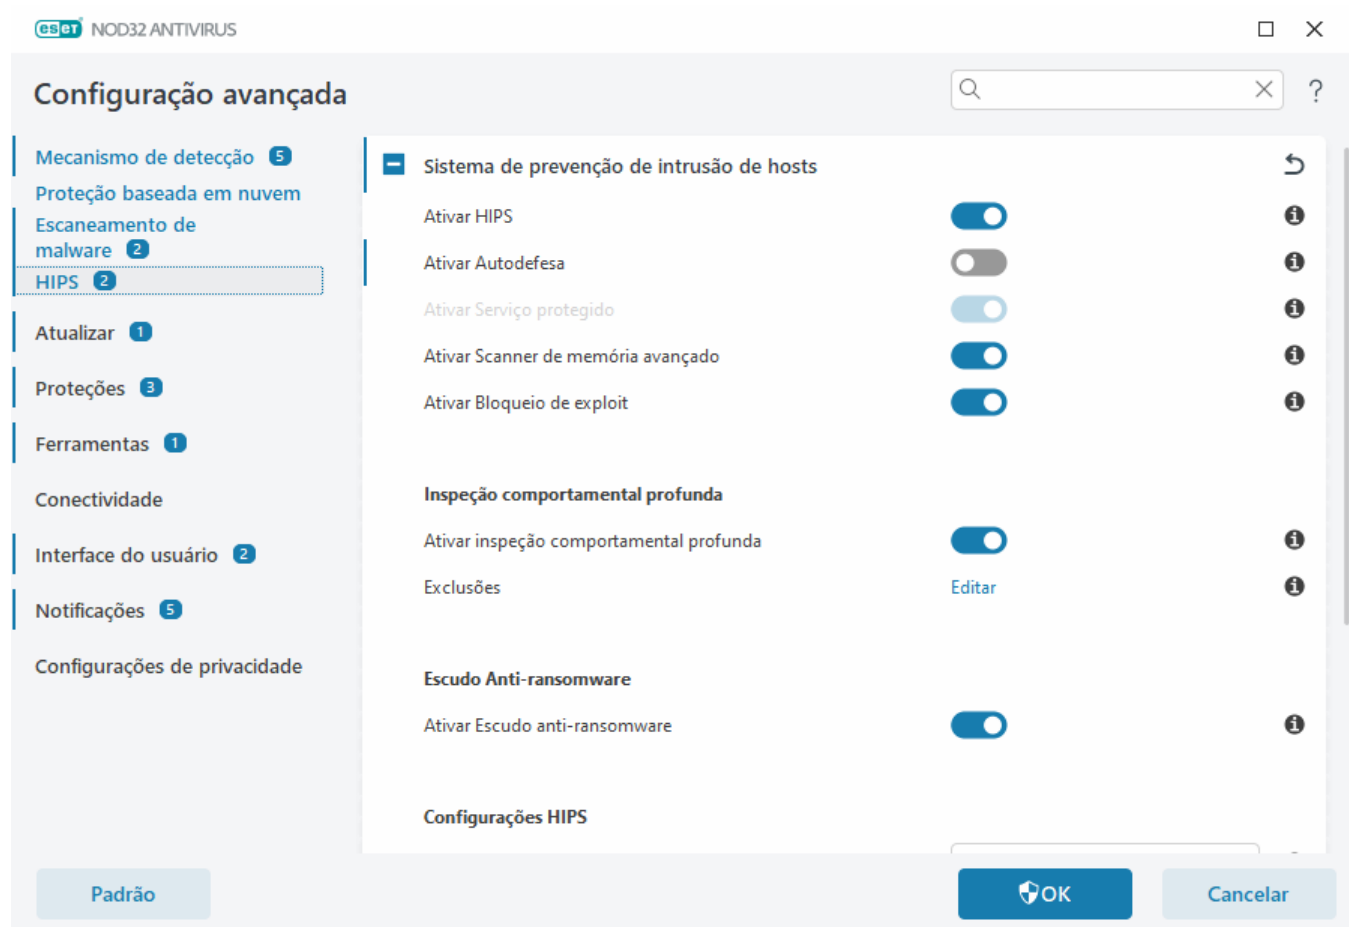 eset NOD32 ANTIVIRUS
Configuração avançada
?
Mecanismo de detecção 5
Proteção baseada em nuvem
Escaneamento de
malware 2
HIPS 2
Atualizar 1
Proteções 3
Ferramentas 1
Conectividade
Interface do usuário 2
Notificações 5
Configurações de privacidade
Sistema de prevenção de intrusão de hosts
Ativar HIPS
Ativar Autodefesa
Ativar Serviço protegido
Ativar Scanner de memória avançado
Ativar Bloqueio de exploit
Inspeção comportamental profunda
Ativar inspeção comportamental profunda
Exclusões Editar
Escudo Anti-ransomware
Ativar Escudo anti-ransomware
Configurações HIPS
Padrão OK Cancelar